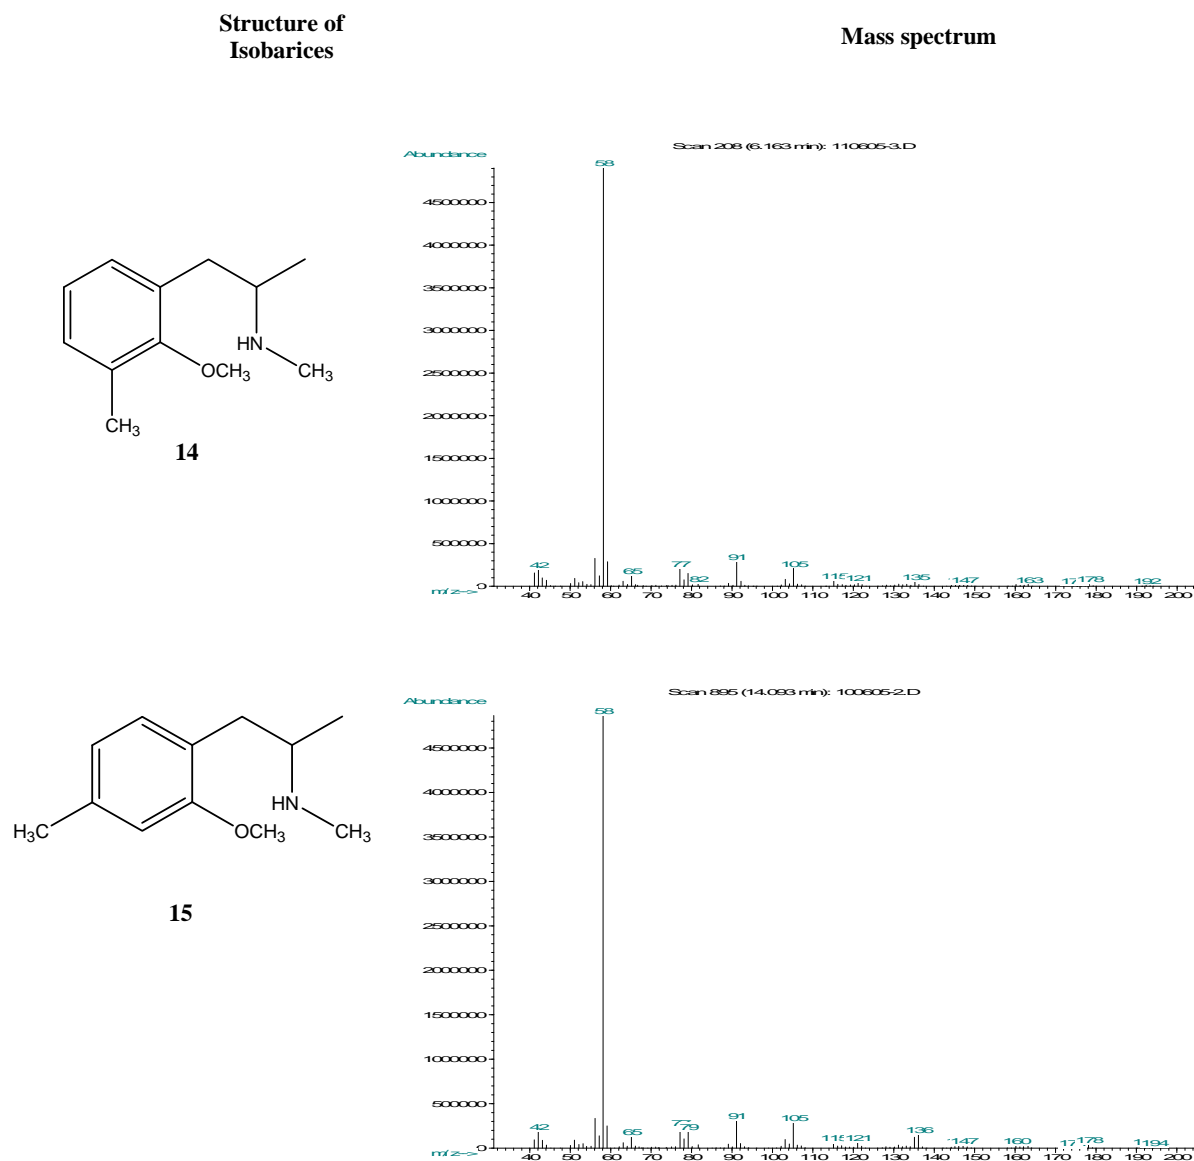 Structure of
Isobarices
Mass spectrum
Scan 208 (6.163 min): 110605-3.D
Abundance
58
4500000
4000000
3500000
3000000
2500000
2000000
1500000
1000000
500000
0
42
65
77
82
91
105
115
121
135
147
163
17
178
192
m/z-->
40 50 60 70 80 90 100 110 120 130 140 150 160 170 180 190 200
HN
OCH3
CH3
CH3
14
Scan 895 (14.093 min): 100605-2.D
Abundance
58
4500000
4000000
3500000
3000000
2500000
2000000
1500000
1000000
500000
0
42
65
79
91
105
115
121
136
147
160
17
178
1194
m/z-->
40 50 60 70 80 90 100 110 120 130 140 150 160 170 180 190 200
HN
H3C
OCH3
CH3
15